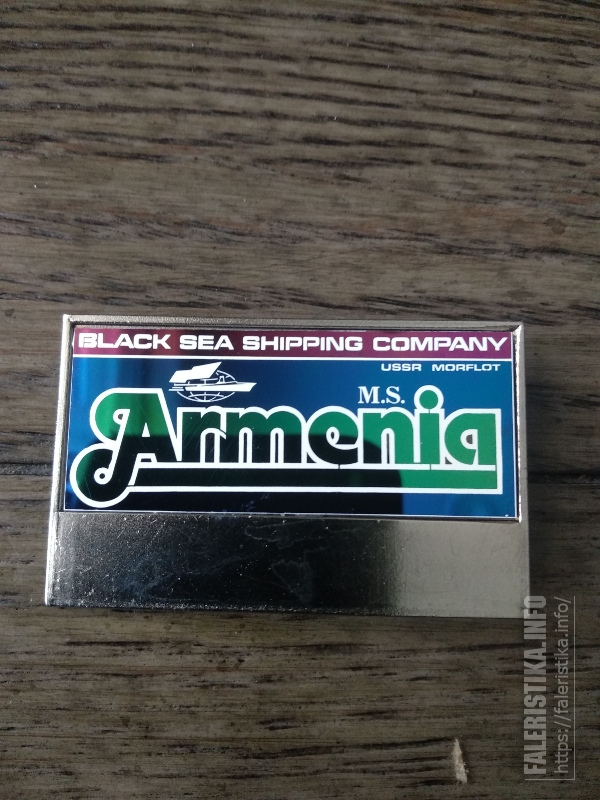 BLACK SEA SHIPPING COMPANY
USSR MORFLOT
M.S.
Armenia
FALERISTIKA.INFO
https://faleristika.info/